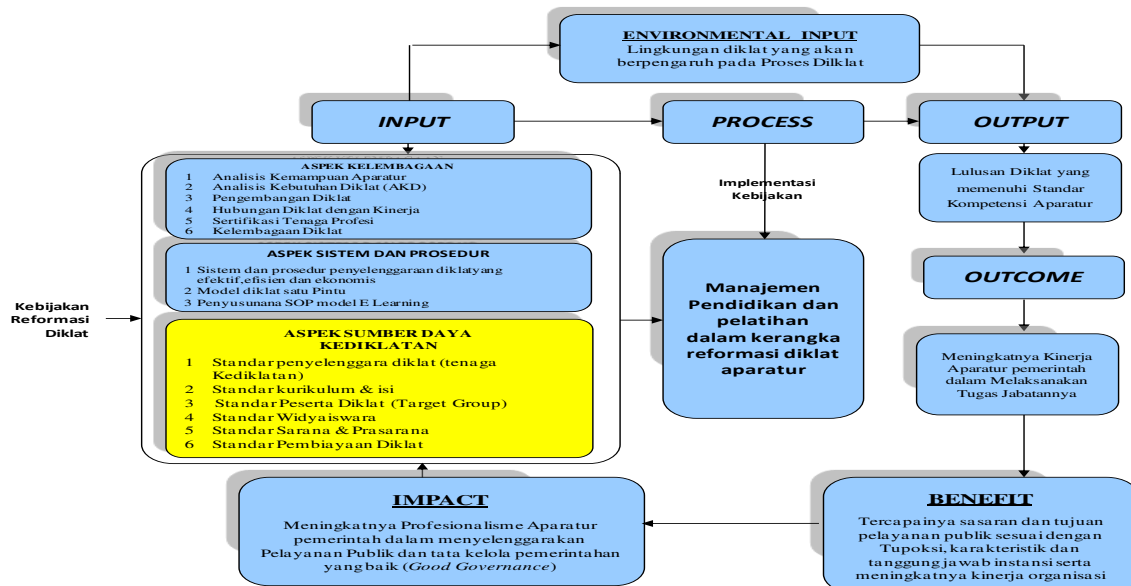 ENVIRONMENTAL INPUT
Lingkungan diklat yang akan
berpengaruh pada Proses Dilklat
INPUT
PROCESS
OUTPUT
ASPEK KELEMBAGAAN
1 Analisis Kemampuan Aparatur
2 Analisis Kebutuhan Diklat (AKD)
3 Pengembangan Diklat
4 Hubungan Diklat dengan Kinerja
5 Sertifikasi Tenaga Profesi
6 Kelembagaan Diklat
ASPEK SISTEM DAN PROSEDUR
1 Sistem dan prosedur penyelenggaraan diklatyang
efektif,efisien dan ekonomis
2 Model diklat satu Pintu
3 Penyusunana SOP model E Learning
Kebijakan
Reformasi
Diklat
ASPEK SUMBER DAYA
KEDIKLATAN
1 Standar penyelenggara diklat (tenaga
Kediklatan)
2 Standar kurikulum & isi
3 Standar Peserta Diklat (Target Group)
4 Standar Widyaiswara
5 Standar Sarana & Prasarana
6 Standar Pembiayaan Diklat
Implementasi
Kebijakan
Manajemen
Pendidikan dan
pelatihan
dalam kerangka
reformasi diklat
aparatur
Lulusan Diklat yang
memenuhi Standar
Kompetensi Aparatur
OUTCOME
Meningkatnya Kinerja
Aparatur pemerintah
dalam Melaksanakan
Tugas Jabatannya
BENEFIT
Tercapainya sasaran dan tujuan
pelayanan publik sesuai dengan
Tupoksi, karakteristik dan
tanggung jawab instansi serta
meningkatnya kinerja organisasi
IMPACT
Meningkatnya Profesionalisme Aparatur
pemerintah dalam menyelenggarakan
Pelayanan Publik dan tata kelola pemerintahan
yang baik (Good Governance)